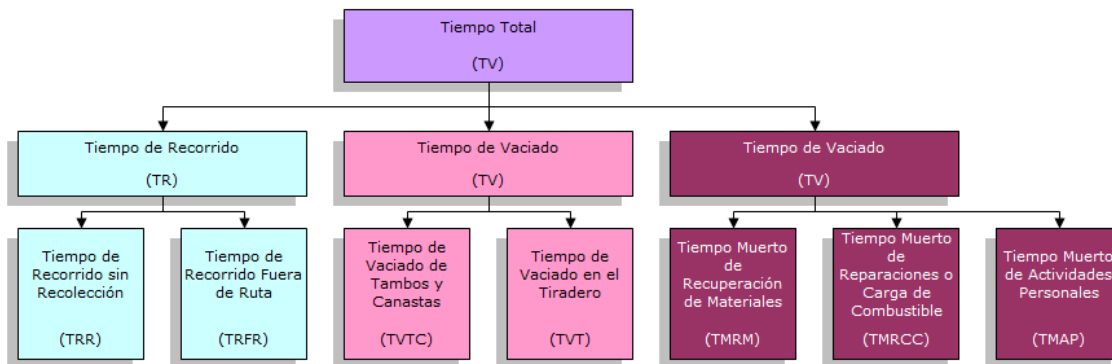 Tiempo Total
(TV)
Tiempo de Recorrido
(TR)
Tiempo de Vaciado
(TV)
Tiempo de Vaciado
(TV)
Tiempo de
Recorrido sin
Recolección
(TRR)
Tiempo de
Recorrido Fuera
de Ruta
(TRFR)
Tiempo de
Vaciado de
Tambos y
Canastas
(TVTC)
Tiempo de
Vaciado en el
Tiradero
(TVT)
Tiempo Muerto
de
Recuperación
de Materiales
(TMRM)
Tiempo Muerto
de
Reparaciones o
Carga de
Combustible
(TMRCC)
Tiempo Muerto
de Actividades
Personales
(TMAP)